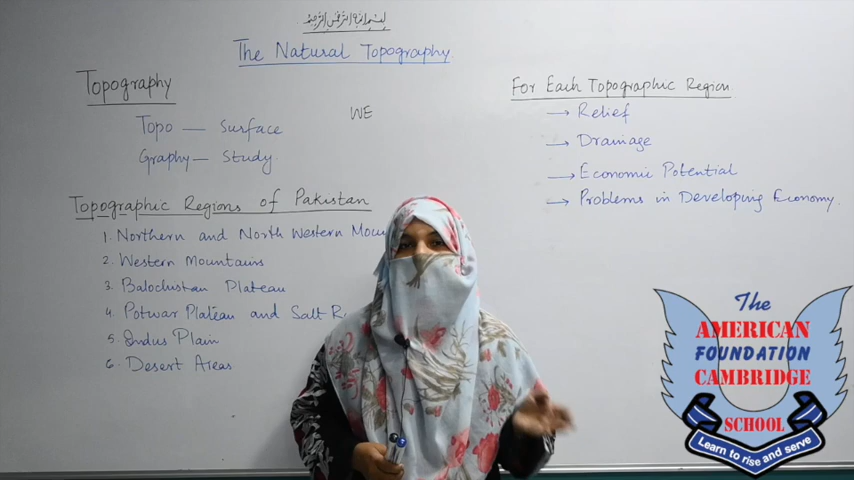 بسم اللہ الرحمن الرحیم
The Natural Topography
Topography
Topo — Surface
Graphy — Study
WE
Topographic Regions of Pakistan
1. Northern and North Western
2. Western Mountains
3. Balochistan Plateau
4. Potwar Plateau and Salt
5 Indus Plain
6. Desert Areas
For Each Topographic Region
→ Relief
→ Drainage
→ Economic Potential
→ Problems in Developing Economy.
The
AMERICAN
FOUNDATION
CAMBRIDGE
SCHOOL
Learn to rise and serve